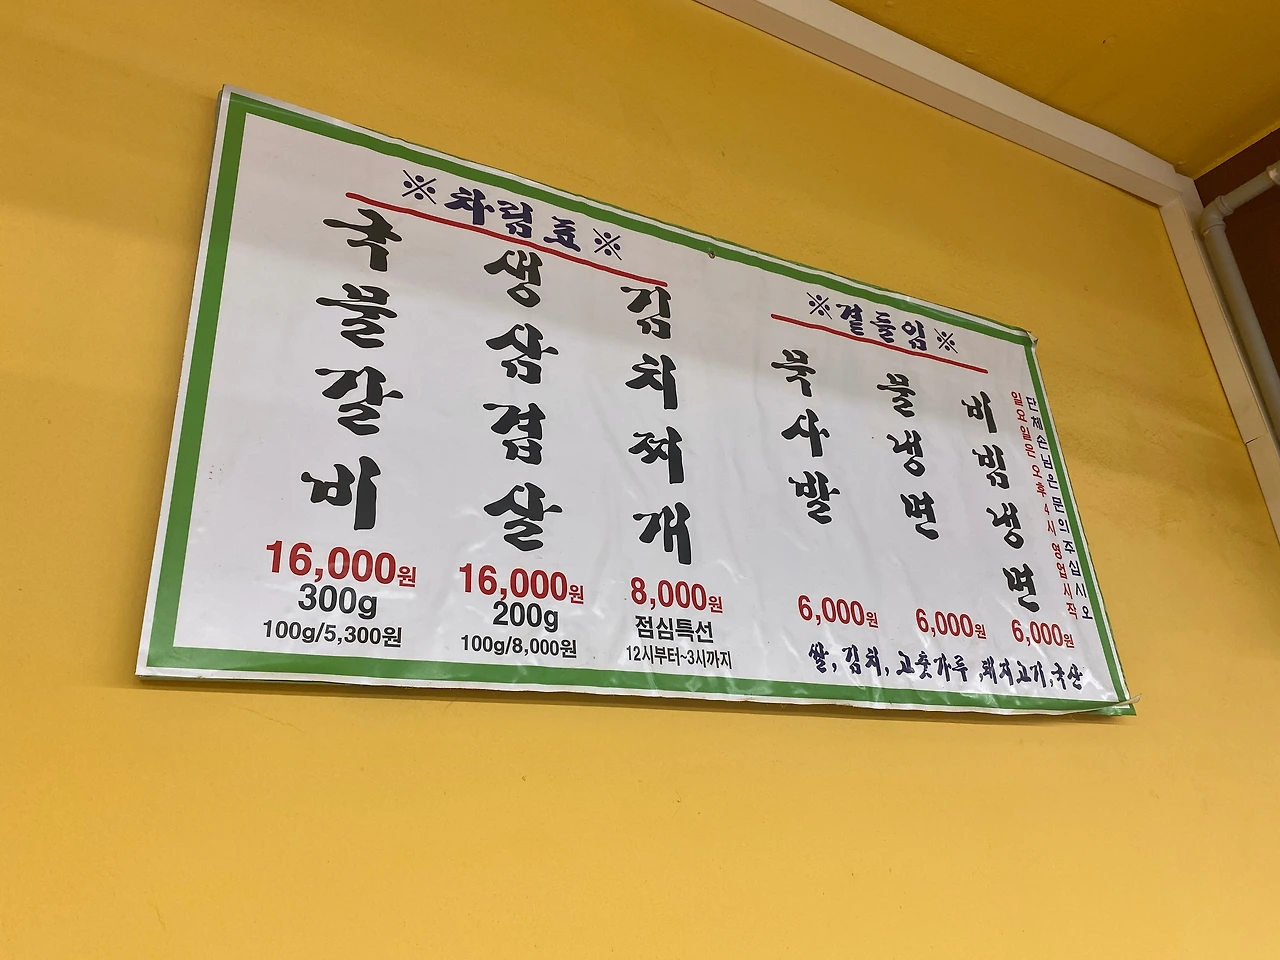 ※차림표※
국불갈비
16,000원
300g
100g/5,300원
생삼겹살
16,000원
200g
100g/8,000원
김치찌개
8,000원
점심특선
12시부터~3시까지
※곁들임※
묵사발
6,000원
물냉면
6,000원
비빔냉면
6,000원
단체손님은 문의주십시오
일요일은 오후 4시 영업시작
쌀, 김치, 고춧가루, 돼지고기, 국산